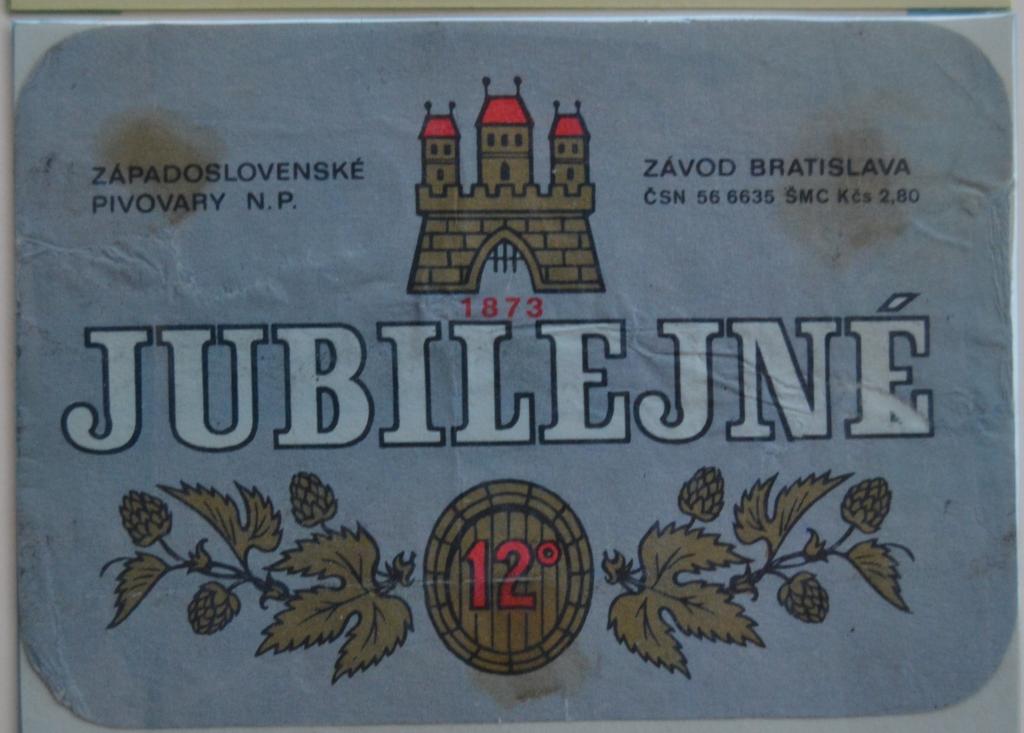 ZÁPADOSLOVENSKÉ
PIVOVARY N.P.
ZÁVOD BRATISLAVA
ČSN 56 6635 ŠMC Kčs 2,80
1873
JUBILEJNÉ
12°